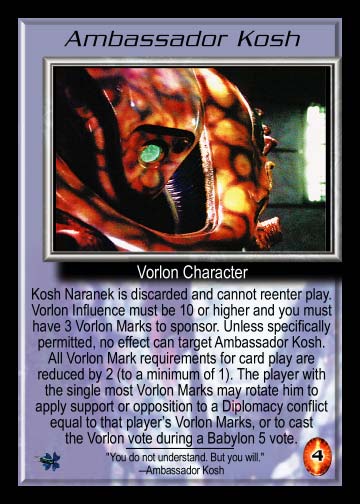 Ambassador Kosh
Vorlon Character
Kosh Naranek is discarded and cannot reenter play.
Vorlon Influence must be 10 or higher and you must
have 3 Vorlon Marks to sponsor. Unless specifically
permitted, no effect can target Ambassador Kosh.
All Vorlon Mark requirements for card play are
reduced by 2 (to a minimum of 1). The player with
the single most Vorlon Marks may rotate him to
apply support or opposition to a Diplomacy conflict
equal to that player's Vorlon Marks, or to cast
the Vorlon vote during a Babylon 5 vote.
"You do not understand. But you will."
–Ambassador Kosh
4